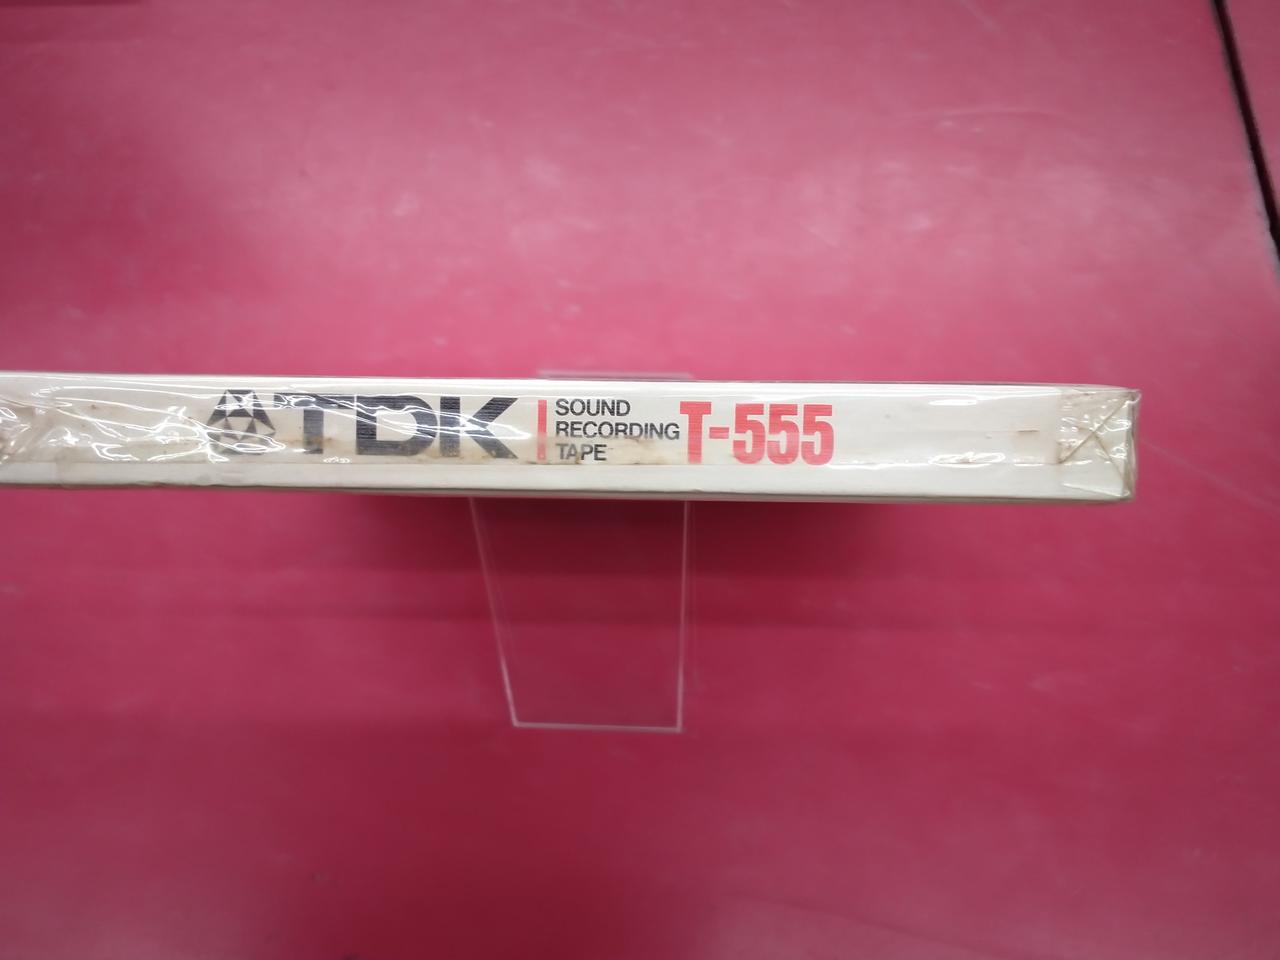 TDK
SOUND
RECORDING
TAPE
T-555